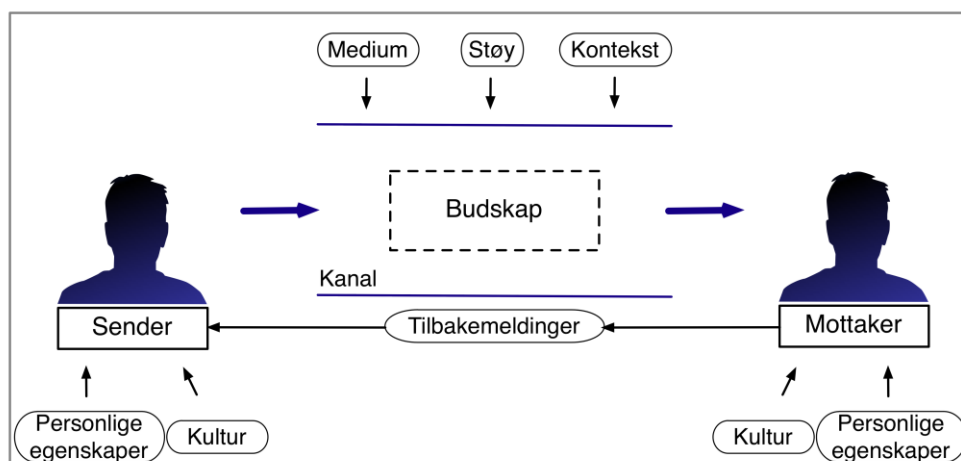 Medium
Støy
Kontekst
Budskap
Kanal
Sender
Tilbakemeldinger
Mottaker
Personlige
egenskaper
Kultur
Kultur
Personlige
egenskaper